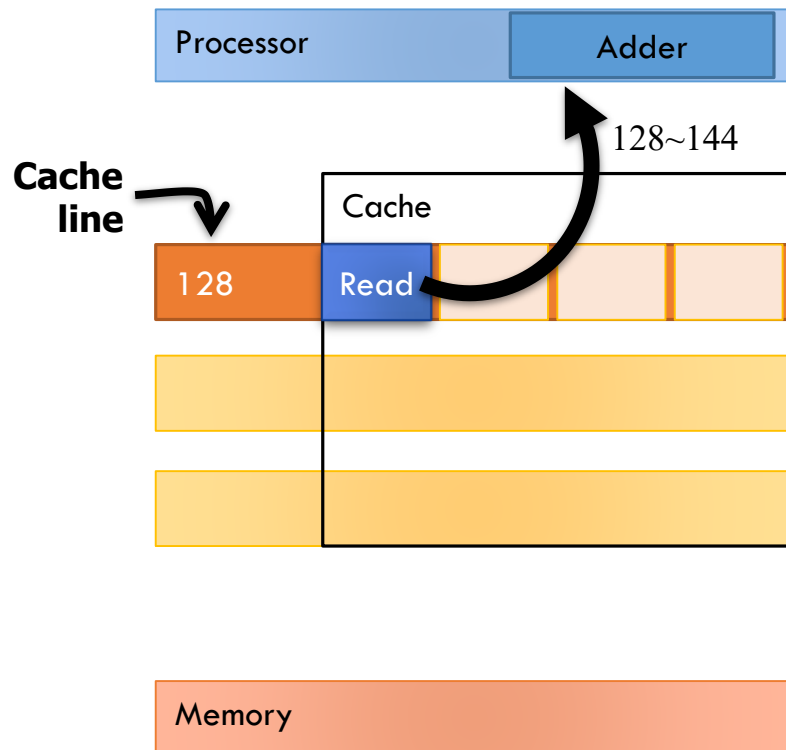 Processor
Adder
128~144
Cache
line
Cache
128
Read
Memory